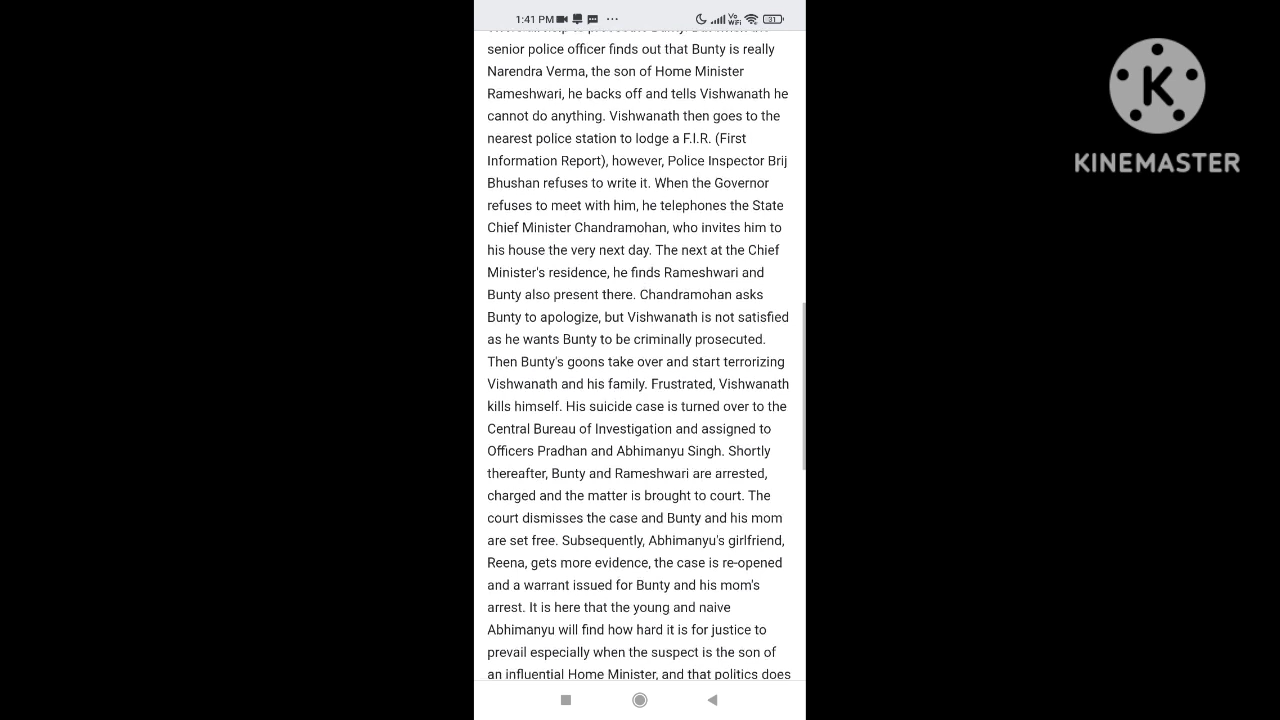 1:41 PM
Vo
WiFi
31
senior police officer finds out that Bunty is really
Narendra Verma, the son of Home Minister
Rameshwari, he backs off and tells Vishwanath he
cannot do anything. Vishwanath then goes to the
nearest police station to lodge a F.I.R. (First
Information Report), however, Police Inspector Brij
Bhushan refuses to write it. When the Governor
refuses to meet with him, he telephones the State
Chief Minister Chandramohan, who invites him to
his house the very next day. The next at the Chief
Minister's residence, he finds Rameshwari and
Bunty also present there. Chandramohan asks
Bunty to apologize, but Vishwanath is not satisfied
as he wants Bunty to be criminally prosecuted.
Then Bunty's goons take over and start terrorizing
Vishwanath and his family. Frustrated, Vishwanath
kills himself. His suicide case is turned over to the
Central Bureau of Investigation and assigned to
Officers Pradhan and Abhimanyu Singh. Shortly
thereafter, Bunty and Rameshwari are arrested,
charged and the matter is brought to court. The
court dismisses the case and Bunty and his mom
are set free. Subsequently, Abhimanyu's girlfriend,
Reena, gets more evidence, the case is re-opened
and a warrant issued for Bunty and his mom's
arrest. It is here that the young and naive
Abhimanyu will find how hard it is for justice to
prevail especially when the suspect is the son of
an influential Home Minister, and that politics does
K
KINEMASTER